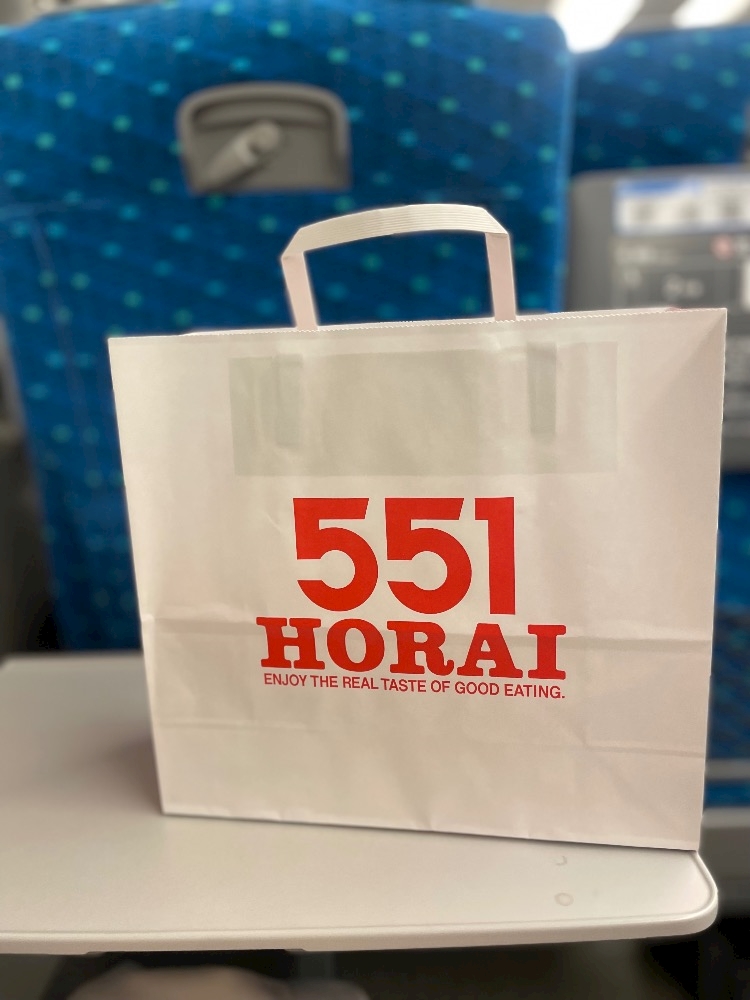 551
HORAI
ENJOY THE REAL TASTE OF GOOD EATING.